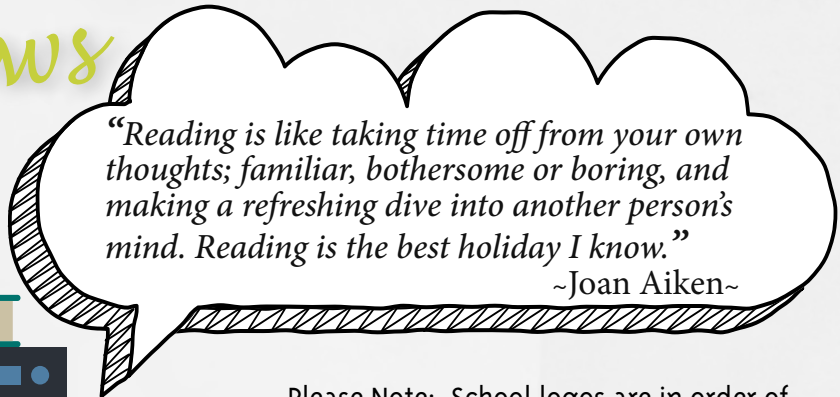 ws
“Reading is like taking time off from your own
thoughts; familiar, bothersome or boring, and
making a refreshing dive into another person’s
mind. Reading is the best holiday I know.”
~Joan Aiken~
Please Note: School logos are in order of